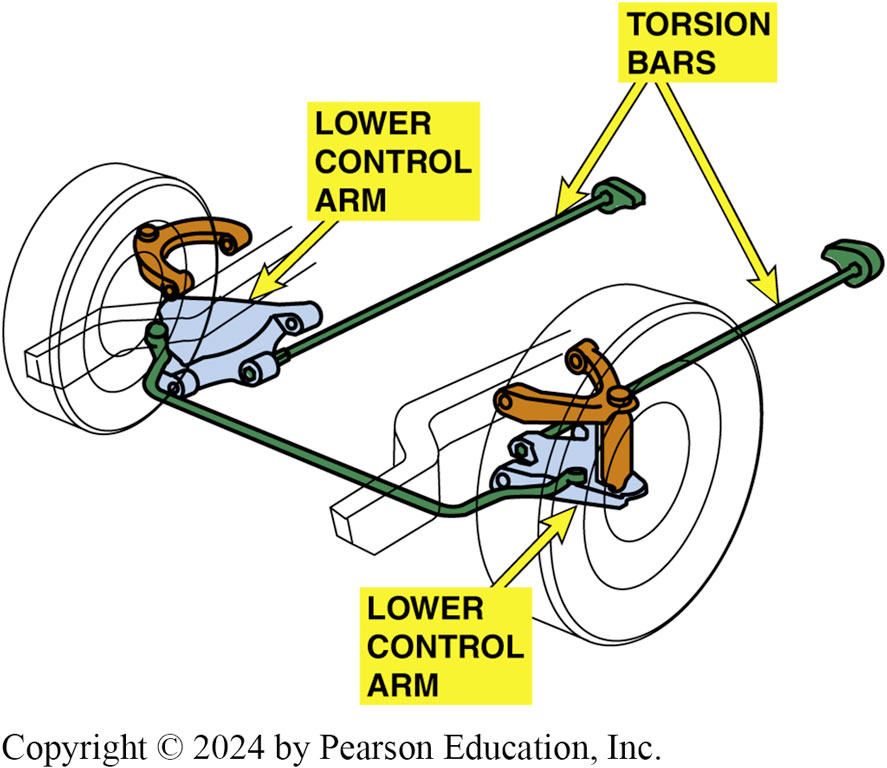 TORSION
BARS
LOWER
CONTROL
ARM
LOWER
CONTROL
ARM
Copyright © 2024 by Pearson Education, Inc.